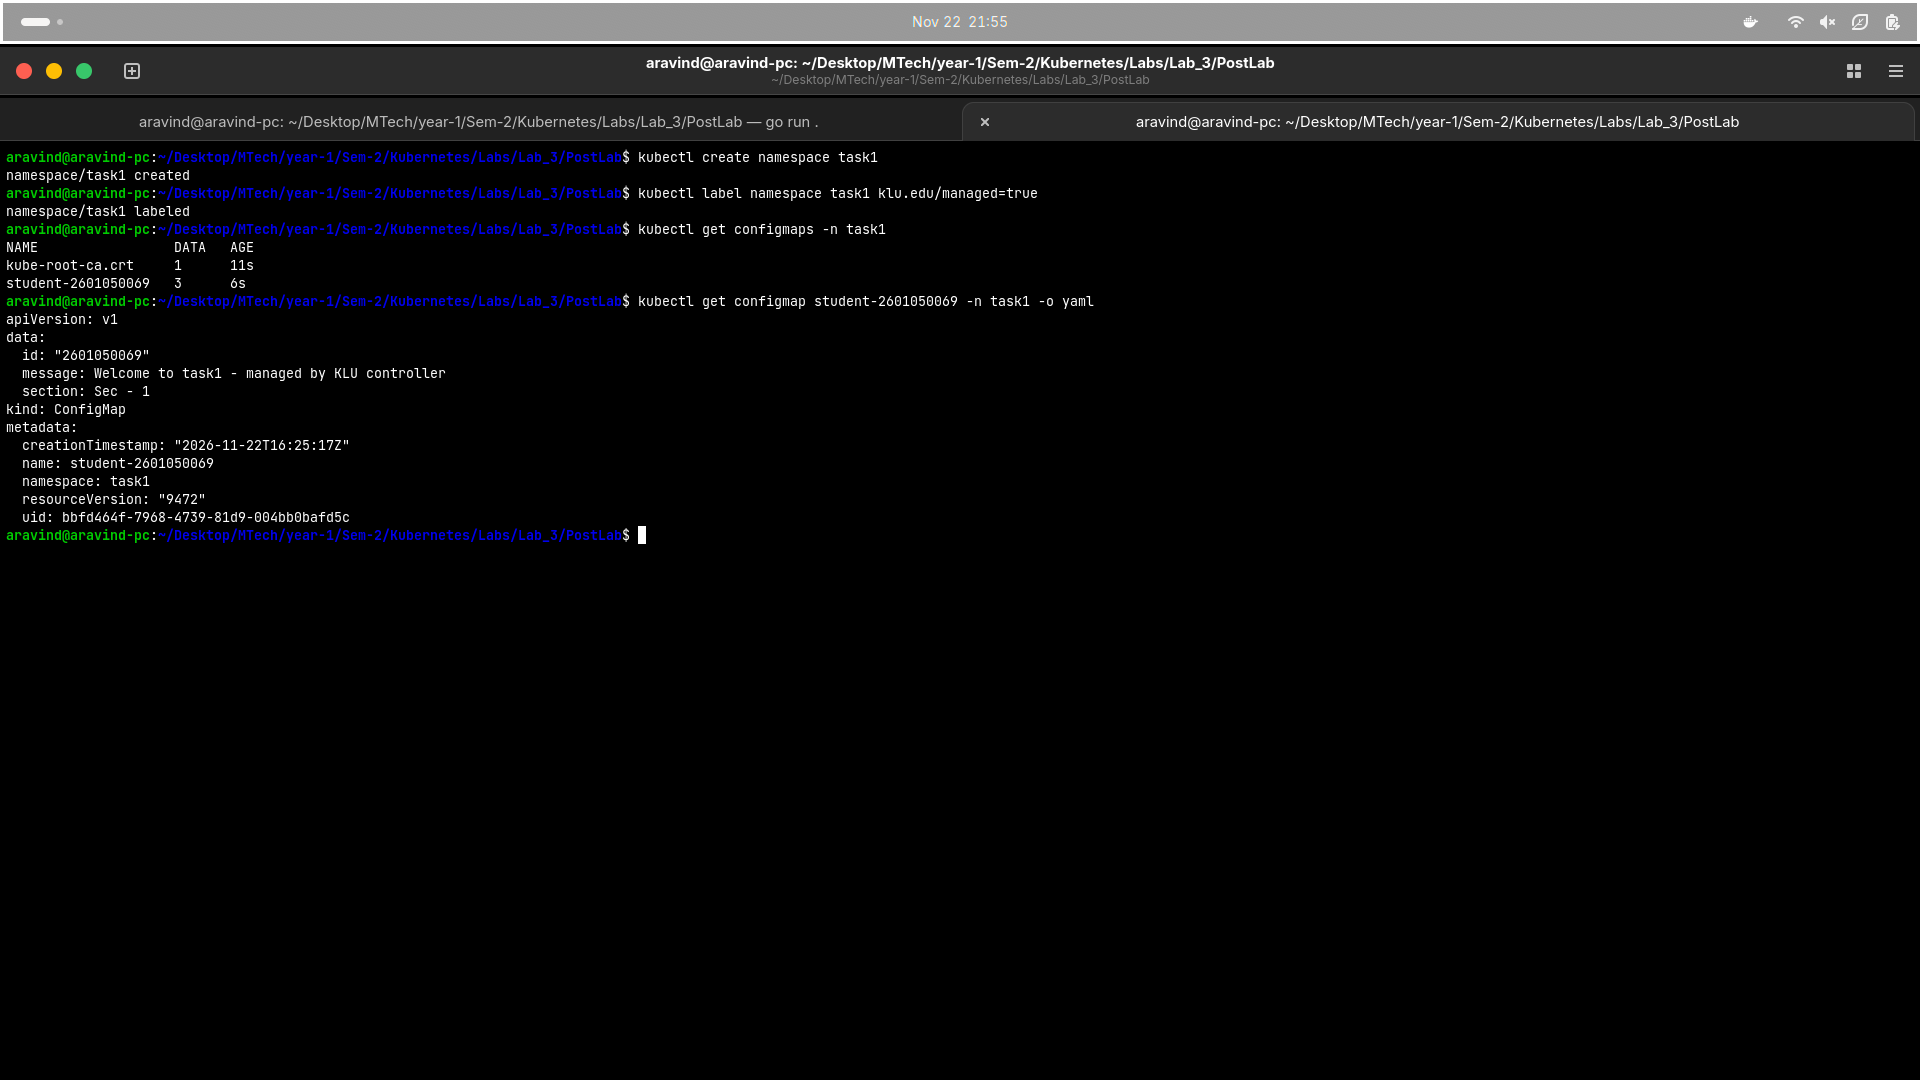 Nov 22 21:55
aravind@aravind-pc: ~/Desktop/MTech/year-1/Sem-2/Kubernetes/Labs/Lab_3/PostLab
~/Desktop/MTech/year-1/Sem-2/Kubernetes/Labs/Lab_3/PostLab
aravind@aravind-pc: ~/Desktop/MTech/year-1/Sem-2/Kubernetes/Labs/Lab_3/PostLab — go run .
aravind@aravind-pc: ~/Desktop/MTech/year-1/Sem-2/Kubernetes/Labs/Lab_3/PostLab
aravind@aravind-pc:~/Desktop/MTech/year-1/Sem-2/Kubernetes/Labs/Lab_3/PostLab$ kubectl create namespace task1
namespace/task1 created
aravind@aravind-pc:~/Desktop/MTech/year-1/Sem-2/Kubernetes/Labs/Lab_3/PostLab$ kubectl label namespace task1 klu.edu/managed=true
namespace/task1 labeled
aravind@aravind-pc:~/Desktop/MTech/year-1/Sem-2/Kubernetes/Labs/Lab_3/PostLab$ kubectl get configmaps -n task1
NAME                 DATA   AGE
kube-root-ca.crt     1      11s
student-2601050069   3      6s
aravind@aravind-pc:~/Desktop/MTech/year-1/Sem-2/Kubernetes/Labs/Lab_3/PostLab$ kubectl get configmap student-2601050069 -n task1 -o yaml
apiVersion: v1
data:
  id: "2601050069"
  message: Welcome to task1 - managed by KLU controller
  section: Sec - 1
kind: ConfigMap
metadata:
  creationTimestamp: "2026-11-22T16:25:17Z"
  name: student-2601050069
  namespace: task1
  resourceVersion: "9472"
  uid: bbfd464f-7968-4739-81d9-004bb0bafd5c
aravind@aravind-pc:~/Desktop/MTech/year-1/Sem-2/Kubernetes/Labs/Lab_3/PostLab$